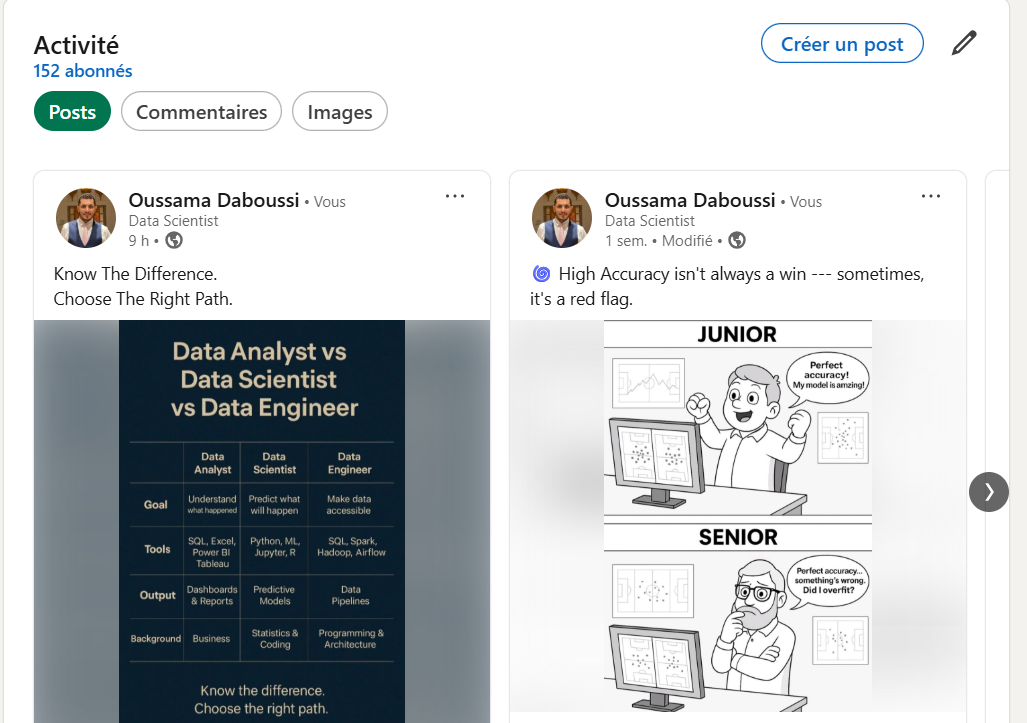 Activité
152 abonnés
Créer un post
Posts
Commentaires
Images
Oussama Daboussi • Vous
Data Scientist
9 h •
Know The Difference.
Choose The Right Path.
Data Analyst vs
Data Scientist
vs Data Engineer
Data Analyst Data Scientist Data Engineer
Goal Understand what happened Predict what will happen Make data accessible
Tools SQL, Excel, Power BI Tableau Python, ML, Jupyter, R SQL, Spark, Hadoop, Airflow
Output Dashboards & Reports Predictive Models Data Pipelines
Background Business Statistics & Coding Programming & Architecture
Know the difference.
Choose the right path.
Oussama Daboussi • Vous
Data Scientist
1 sem. • Modifié •
🌀 High Accuracy isn't always a win --- sometimes,
it's a red flag.
JUNIOR
Perfect
accuracy!
My model is amzing!
SENIOR
Perfect accuracy...
something's wrong.
Did I overfit?